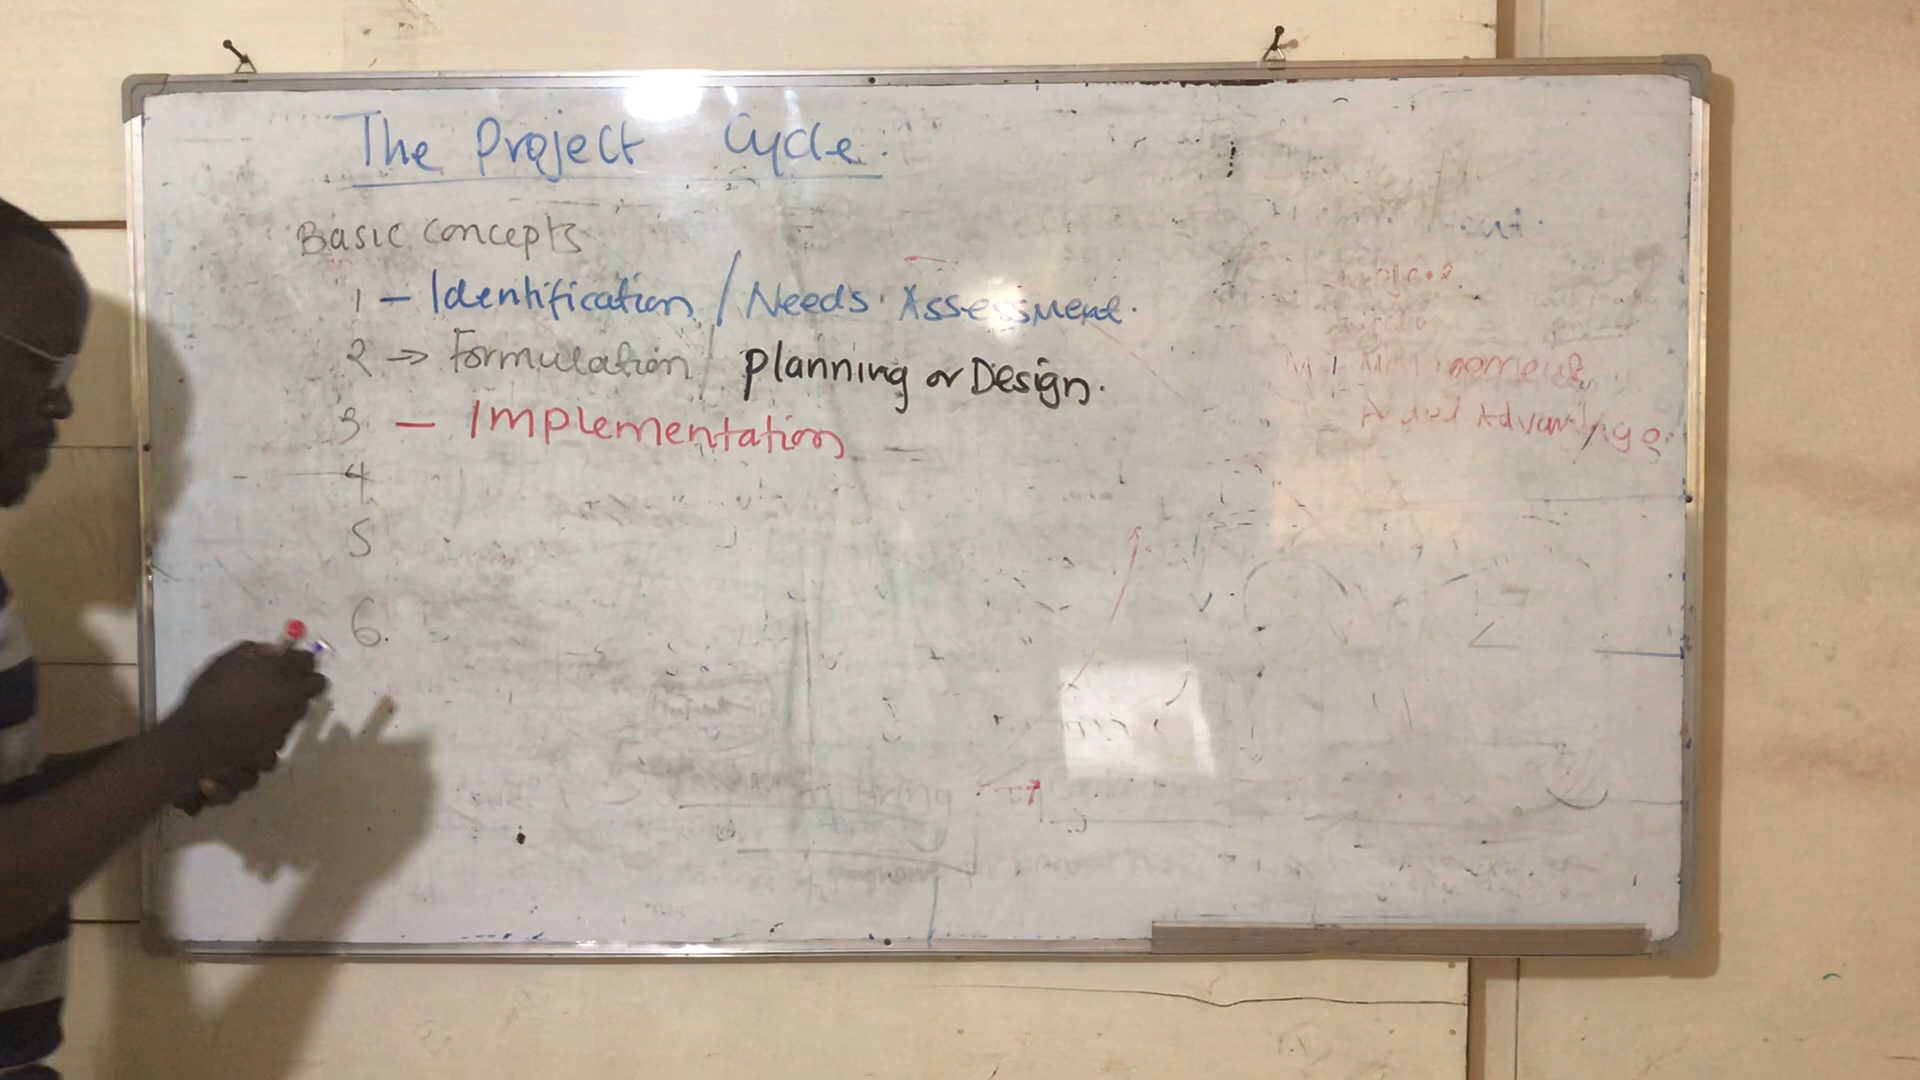 The Project Cycle:
Basic concepts
1 - Identification / Needs Assessment.
2 → Formulation / planning or Design.
3 - Implementation
4
5
6.
Advantage